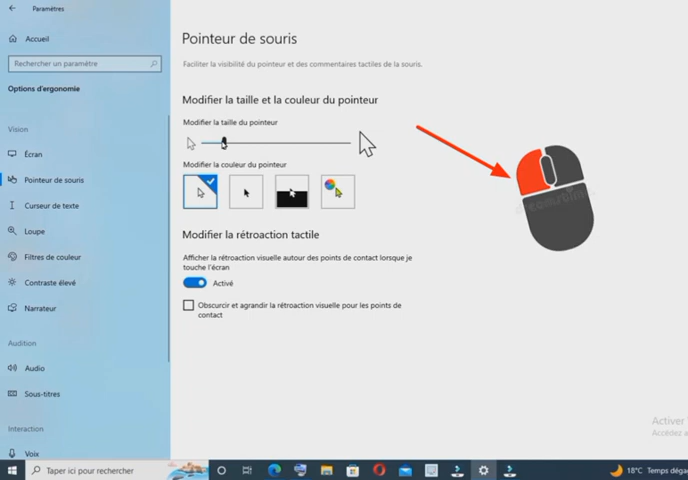 Paramètres
Accueil
Rechercher un paramètre
Options d'ergonomie
Vision
Écran
Pointeur de souris
Curseur de texte
Loupe
Filtres de couleur
Contraste élevé
Narrateur
Audition
Audio
Sous-titres
Interaction
Voix
Pointeur de souris
Faciliter la visibilité du pointeur et des commentaires tactiles de la souris.
Modifier la taille et la couleur du pointeur
Modifier la taille du pointeur
Modifier la couleur du pointeur
Modifier la rétroaction tactile
Afficher la rétroaction visuelle autour des points de contact lorsque je
touche l'écran
Activé
Obscurcir et agrandir la rétroaction visuelle pour les points de
contact
Activer
Accédez a
Taper ici pour rechercher
18°C Temps déga